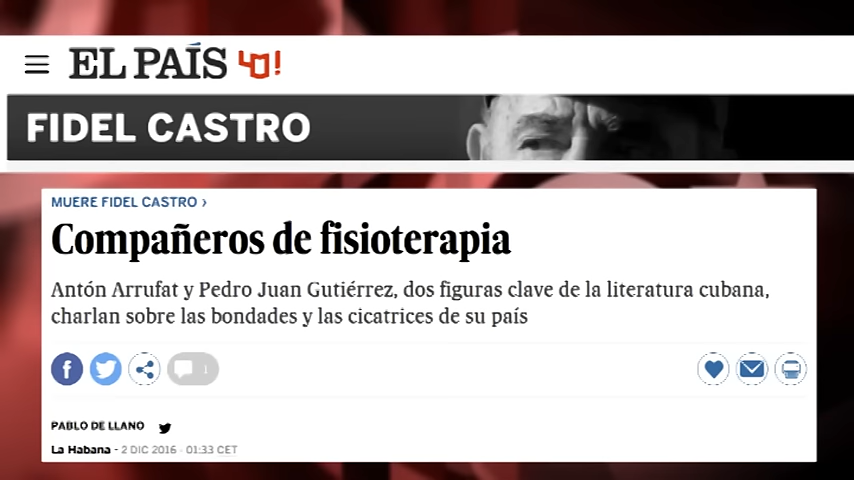 EL PAÍS 40!
FIDEL CASTRO
MUERE FIDEL CASTRO ›
Compañeros de fisioterapia
Antón Arrufat y Pedro Juan Gutiérrez, dos figuras clave de la literatura cubana,
charlan sobre las bondades y las cicatrices de su país
1
PABLO DE LLANO
La Habana - 2 DIC 2016 - 01:33 CET